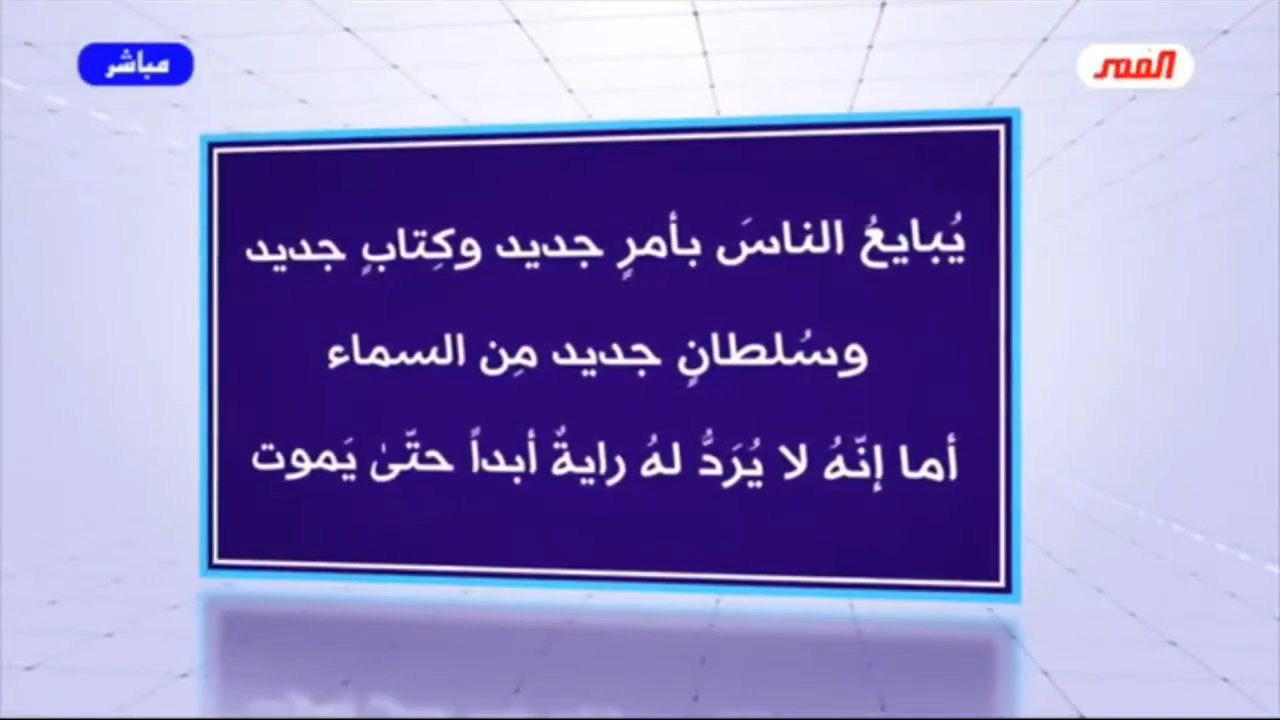 مباشر
القمر
يُبايعُ الناسَ بأمرٍ جديد وكِتابٍ جديد
وسُلطانٍ جديد مِن السماء
أما إنّهُ لا يُرَدُّ لهُ رايةٌ أبداً حتّىٰ يَموت